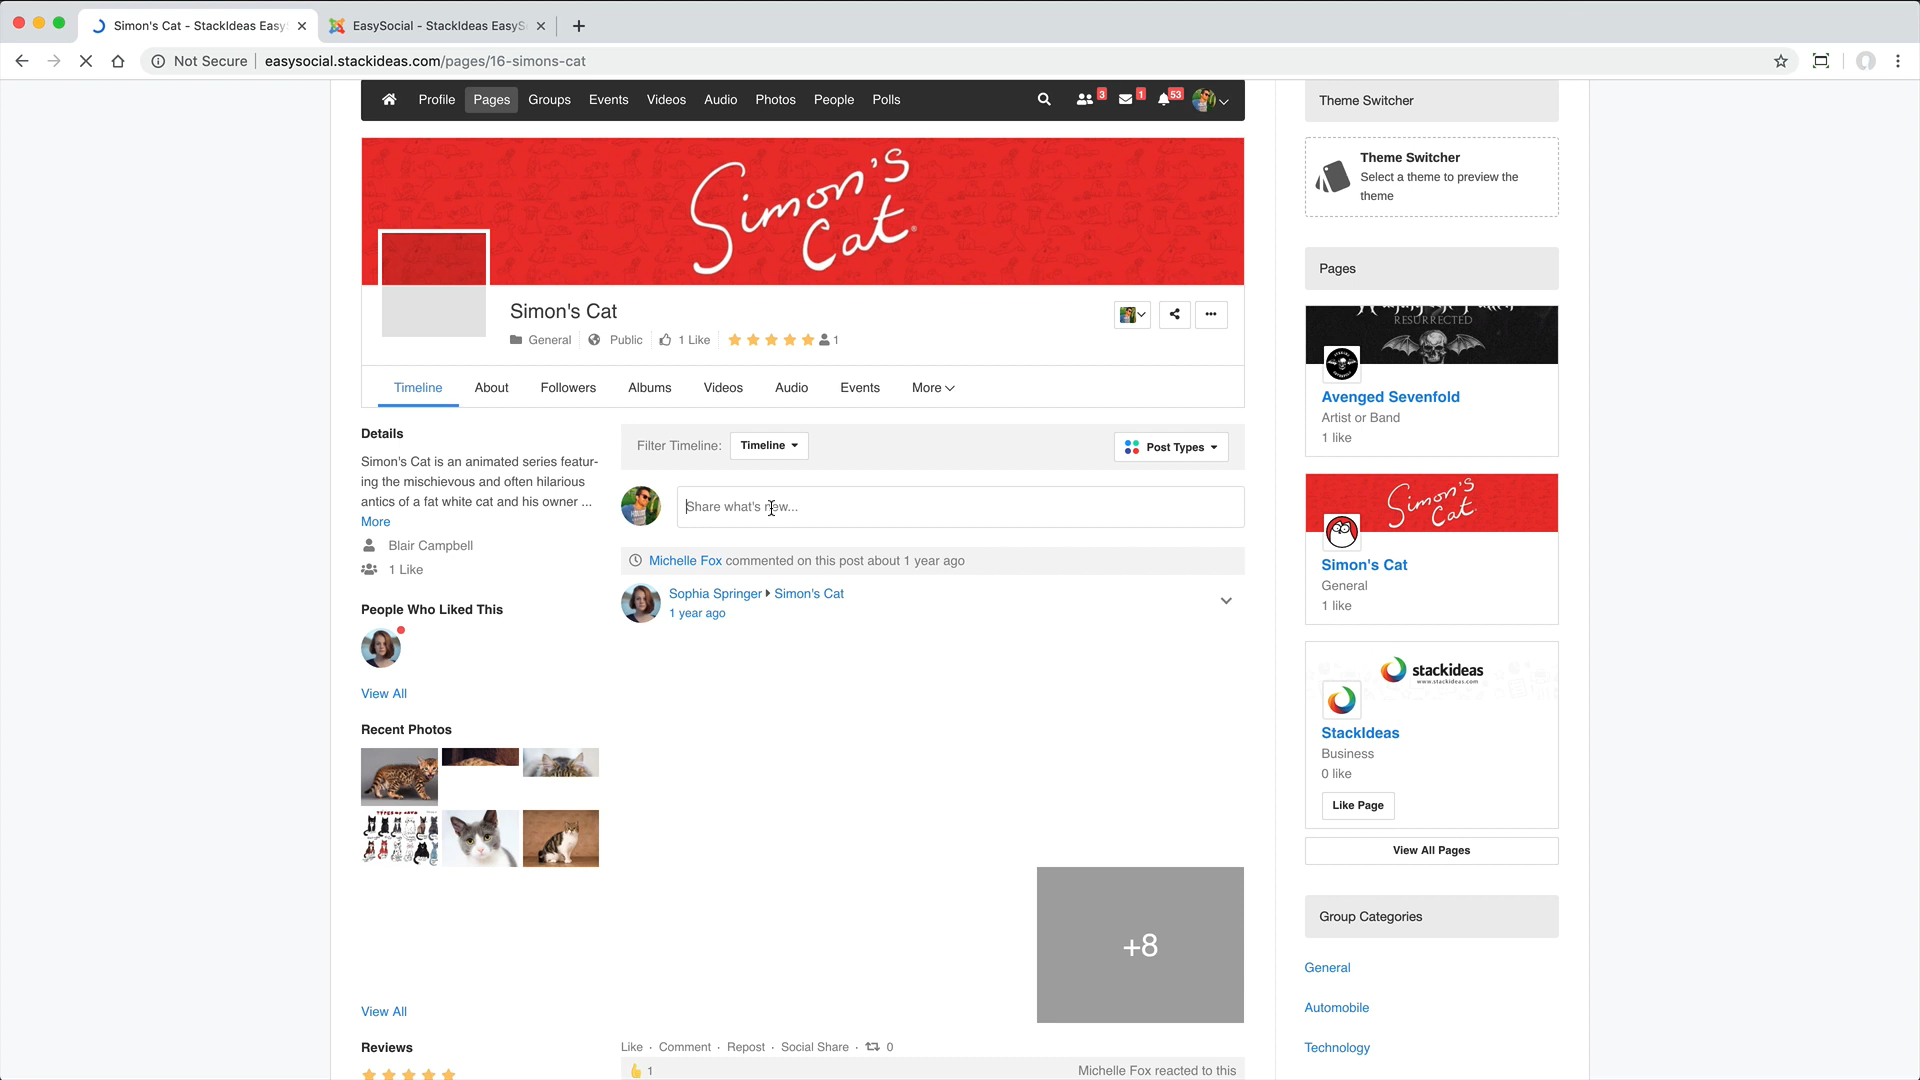 Simon's Cat - StackIdeas Easy
EasySocial - StackIdeas EasyS
Not Secure
easysocial.stackideas.com/pages/16-simons-cat
Profile
Pages
Groups
Events
Videos
Audio
Photos
People
Polls
3
1
53
Simon's
Cat
Simon's Cat
General
Public
1 Like
1
Timeline
About
Followers
Albums
Videos
Audio
Events
More
Details
Simon's Cat is an animated series featur-
ing the mischievous and often hilarious
antics of a fat white cat and his owner ...
More
Blair Campbell
1 Like
People Who Liked This
View All
Recent Photos
View All
Reviews
Filter Timeline:
Timeline
Post Types
Share what's new...
Michelle Fox commented on this post about 1 year ago
Sophia Springer Simon's Cat
1 year ago
+8
Like · Comment · Repost · Social Share · 0
1
Michelle Fox reacted to this
Theme Switcher
Theme Switcher
Select a theme to preview the
theme
Pages
RESURRECTED
Avenged Sevenfold
Artist or Band
1 like
Simon's
Cat
Simon's Cat
General
1 like
stackideas
www.stackideas.com
StackIdeas
Business
0 like
Like Page
View All Pages
Group Categories
General
Automobile
Technology